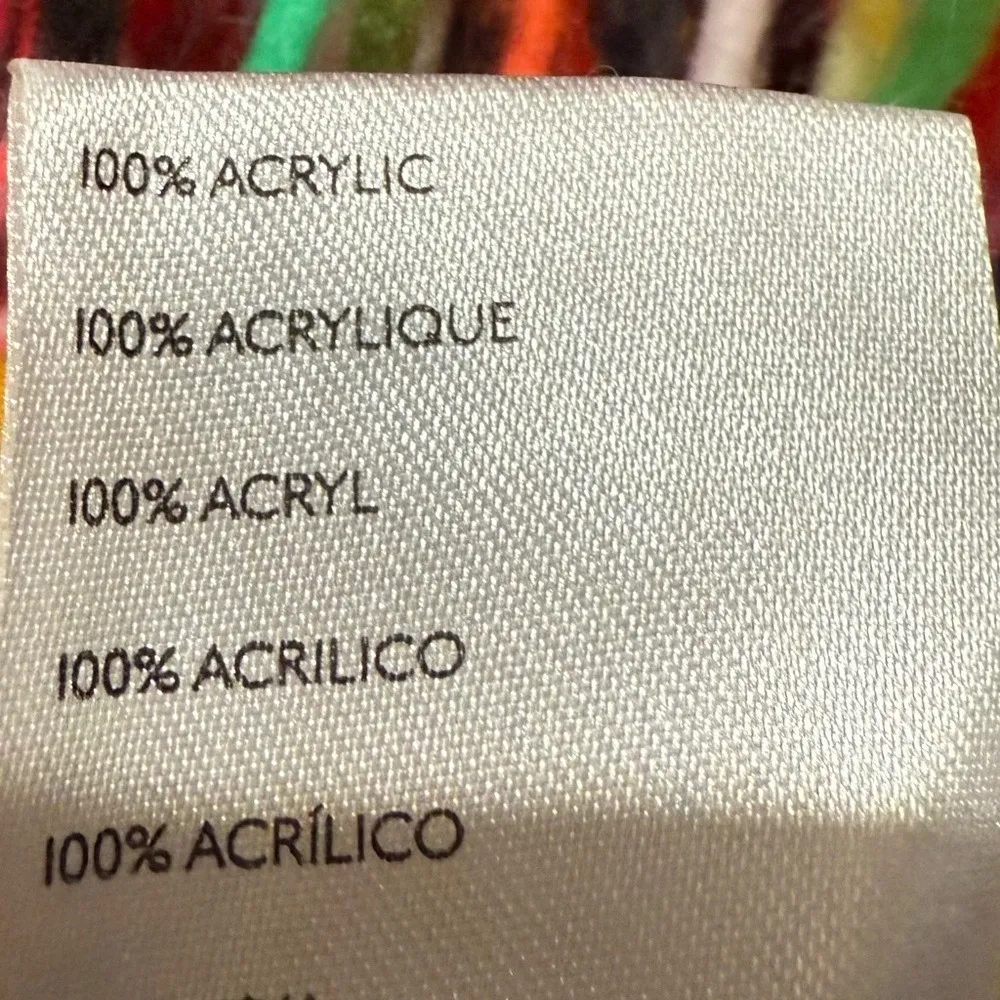 100% ACRYLIC
100% ACRYLIQUE
100% ACRYL
100% ACRILICO
100% ACRÍLICO